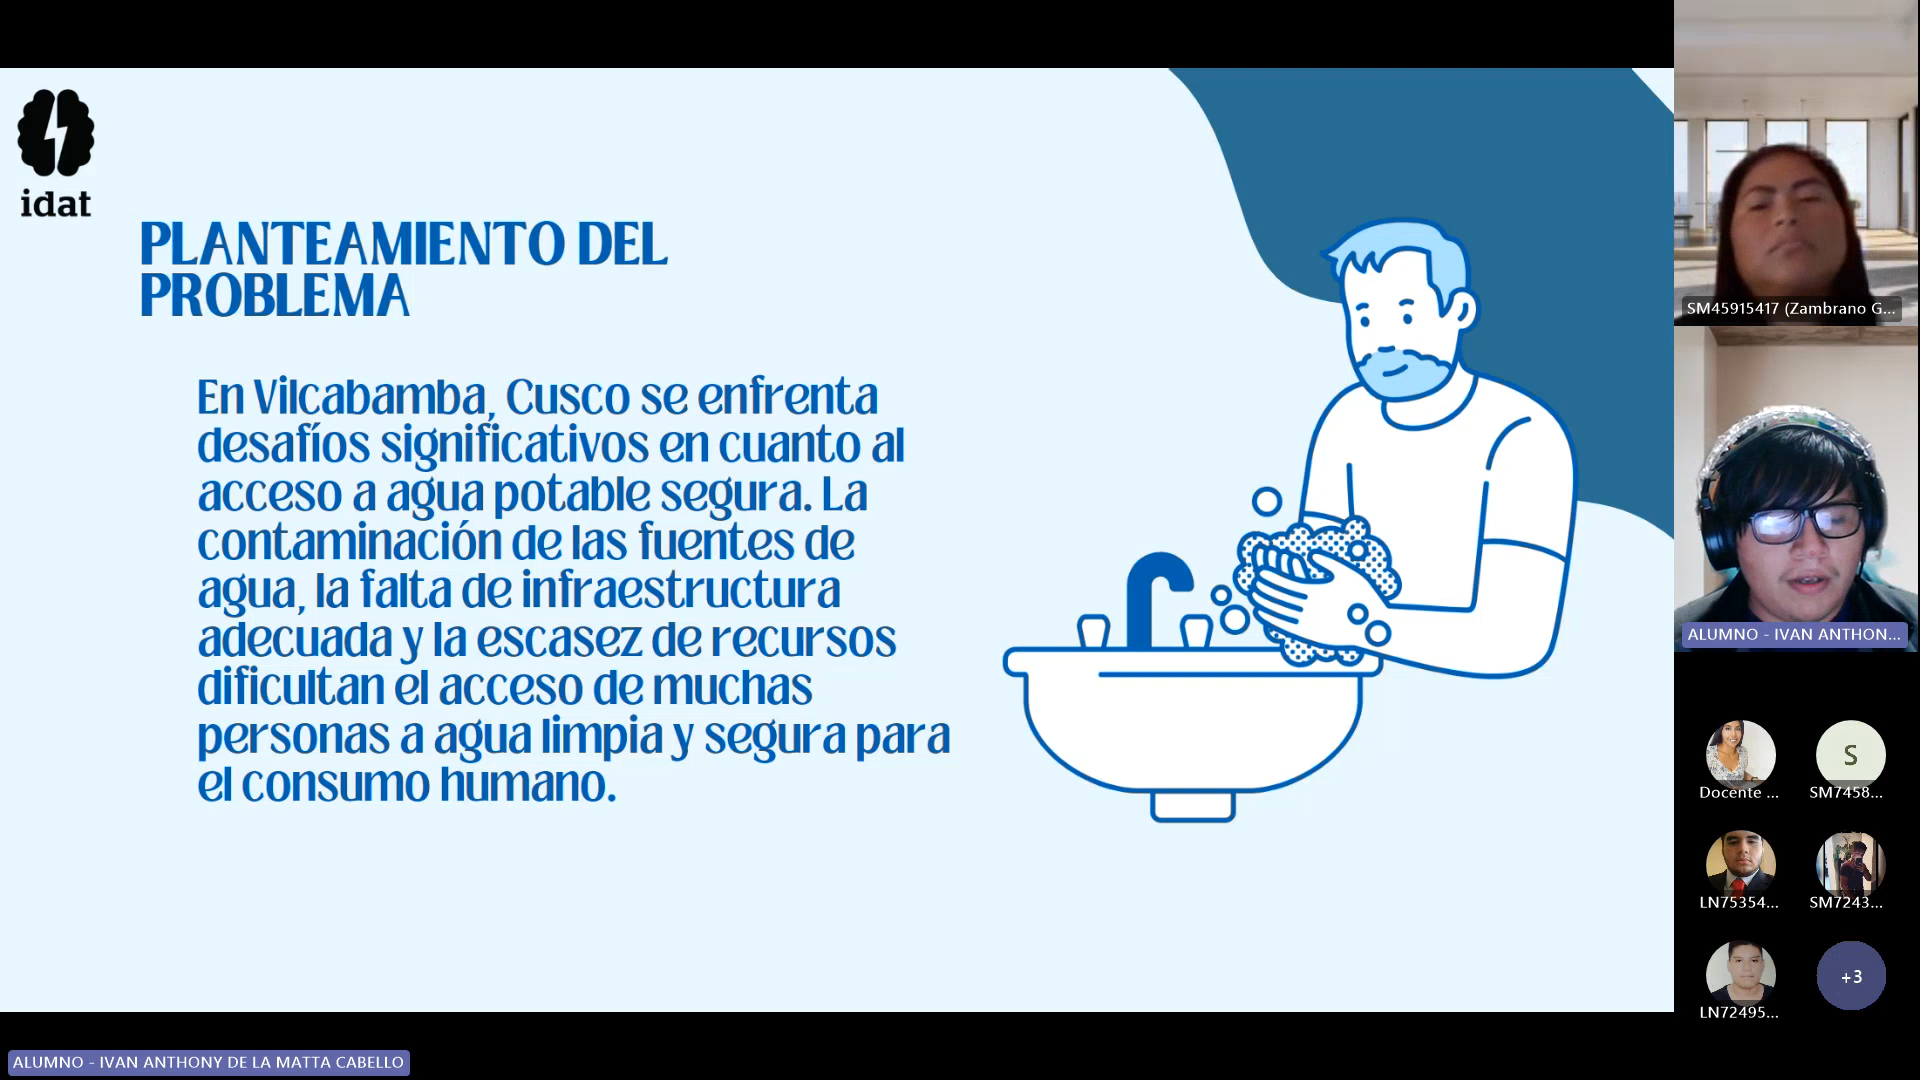 idat
PLANTEAMIENTO DEL
PROBLEMA
En Vilcabamba, Cusco se enfrenta
desafíos significativos en cuanto al
acceso a agua potable segura. La
contaminación de las fuentes de
agua, la falta de infraestructura
adecuada y la escasez de recursos
dificultan el acceso de muchas
personas a agua limpia y segura para
el consumo humano.
SM45915417 (Zambrano G...
ALUMNO - IVAN ANTHON...
S
Docente ...
SM7458...
LN75354...
SM7243...
LN72495...
+3
ALUMNO - IVAN ANTHONY DE LA MATTA CABELLO